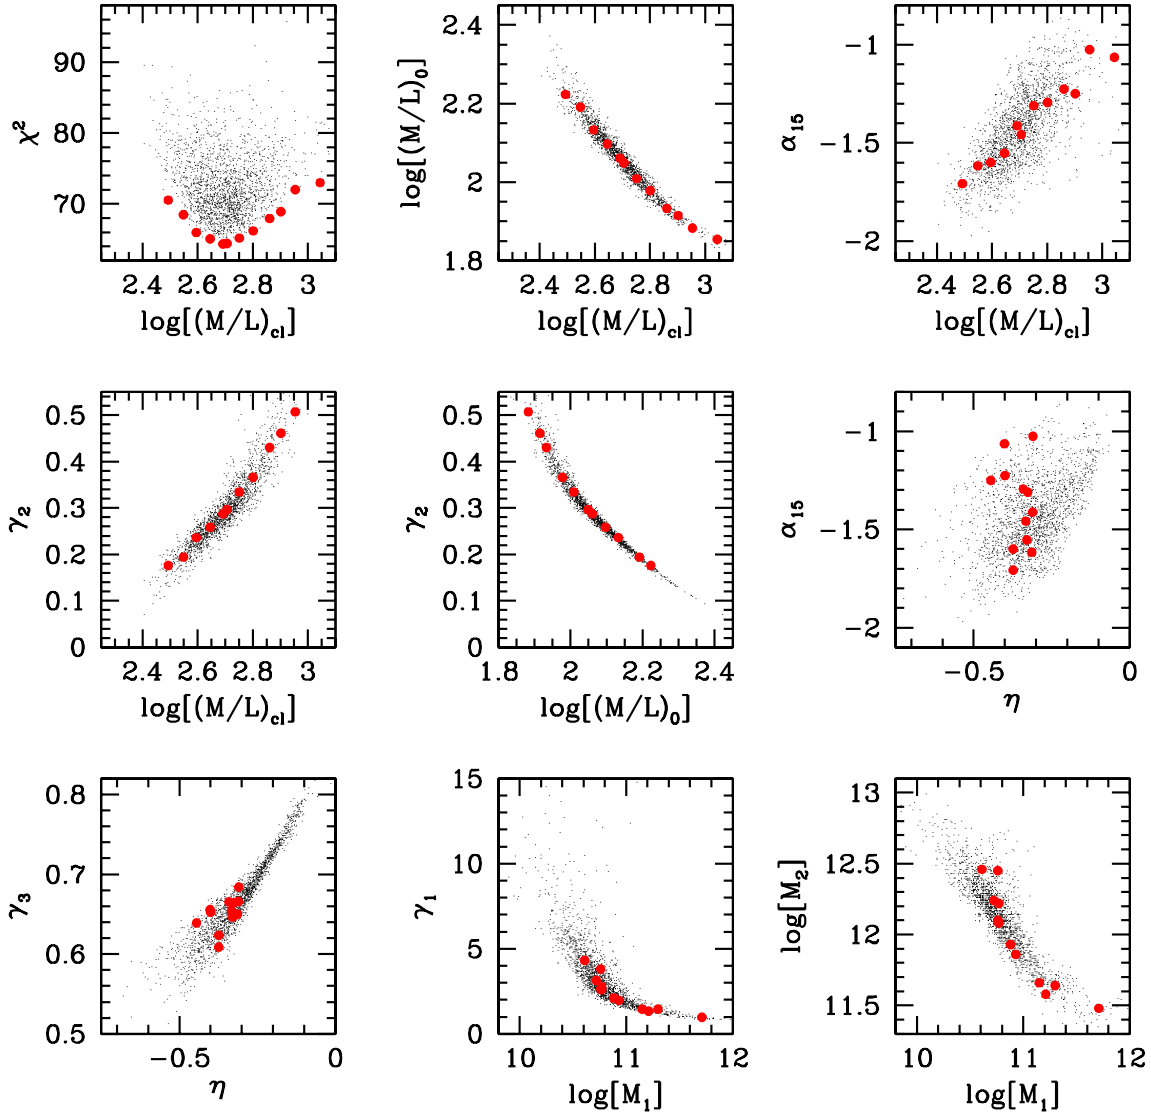 χ²
90
80
70
2.4 2.6 2.8 3
log[(M/L)cl]
log[(M/L)0]
2.4
2.2
2
1.8
2.4 2.6 2.8 3
log[(M/L)cl]
α15
−1
−1.5
−2
2.4 2.6 2.8 3
log[(M/L)cl]
γ2
0.5
0.4
0.3
0.2
0.1
0
2.4 2.6 2.8 3
log[(M/L)cl]
γ2
0.5
0.4
0.3
0.2
0.1
0
1.8 2 2.2 2.4
log[(M/L)0]
α15
−1
−1.5
−2
−0.5 0
η
γ3
0.8
0.7
0.6
0.5
−0.5 0
η
γ1
15
10
5
0
10 11 12
log[M1]
log[M2]
13
12.5
12
11.5
10 11 12
log[M1]